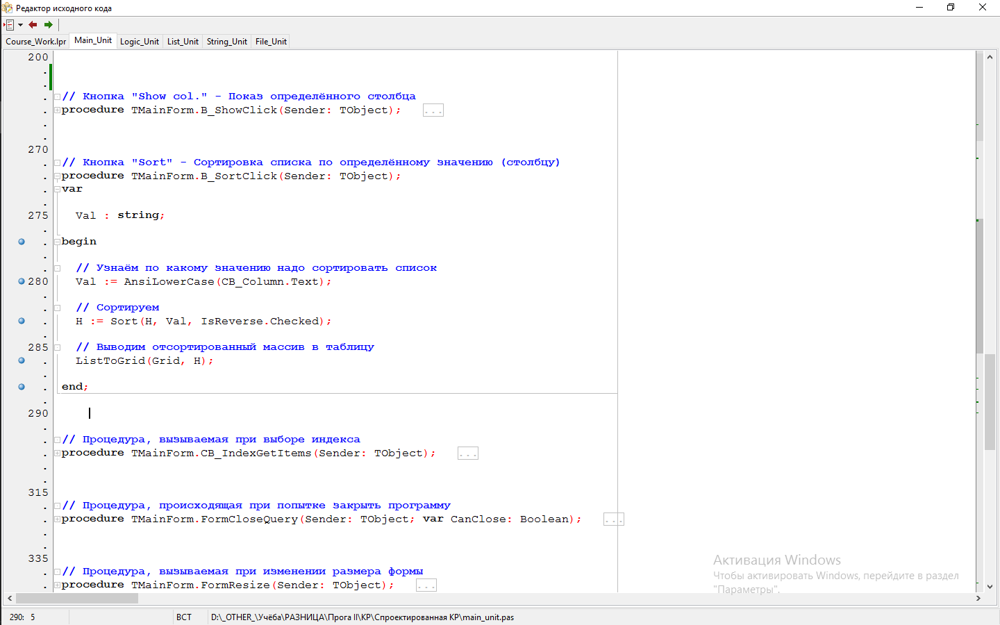 Редактор исходного кода
Course_Work.lpr Main_Unit Logic_Unit List_Unit String_Unit File_Unit
200
.
.
. // Кнопка "Show col." - Показ определённого столбца
. procedure TMainForm.B_ShowClick(Sender: TObject); ...
.
.
270
. // Кнопка "Sort" - Сортировка списка по определённому значению (столбцу)
. procedure TMainForm.B_SortClick(Sender: TObject);
. var
.
275 Val : string;
.
. begin
.
. // Узнаём по какому значению надо сортировать список
280 Val := AnsiLowerCase(CB_Column.Text);
.
. // Сортируем
. H := Sort(H, Val, IsReverse.Checked);
.
285 // Выводим отсортированный массив в таблицу
. ListToGrid(Grid, H);
.
. end;
.
290
.
. // Процедура, вызываемая при выборе индекса
. procedure TMainForm.CB_IndexGetItems(Sender: TObject); ...
.
.
315
. // Процедура, происходящая при попытке закрыть программу
. procedure TMainForm.FormCloseQuery(Sender: TObject; var CanClose: Boolean); ...
.
.
335
. // Процедура, вызываемая при изменении размера формы
. procedure TMainForm.FormResize(Sender: TObject); ...
Активация Windows
Чтобы активировать Windows, перейдите в раздел
"Параметры".
290: 5 ВСТ D:\_OTHER_\Учёба\РАЗНИЦА\Прога II\КР\Спроектированная КР\main_unit.pas